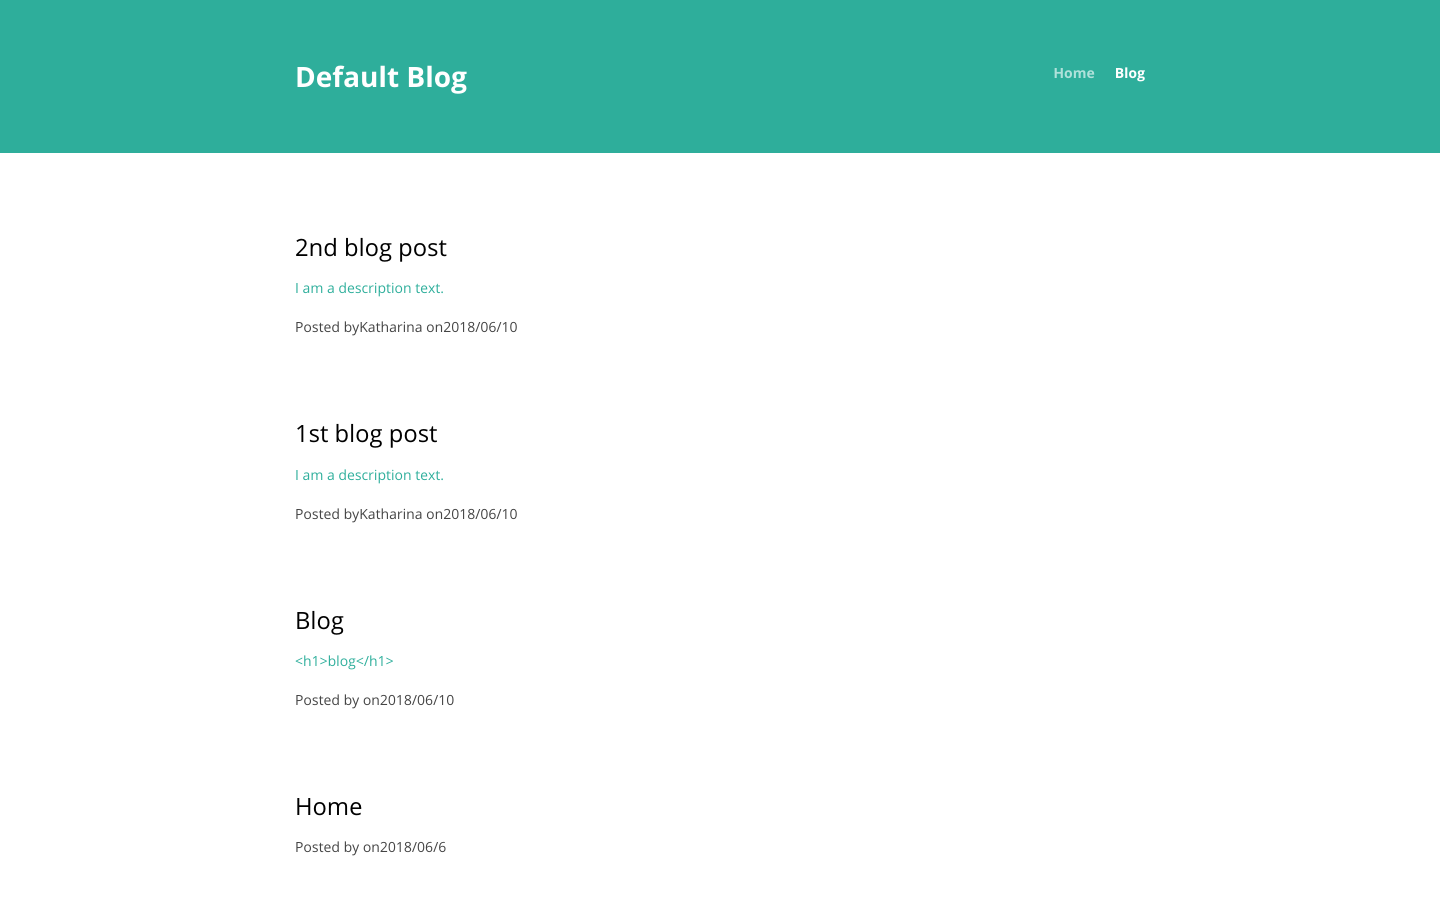 Default Blog
Home Blog
2nd blog post
I am a description text.
Posted byKatharina on2018/06/10
1st blog post
I am a description text.
Posted byKatharina on2018/06/10
Blog
<h1>blog</h1>
Posted by on2018/06/10
Home
Posted by on2018/06/6